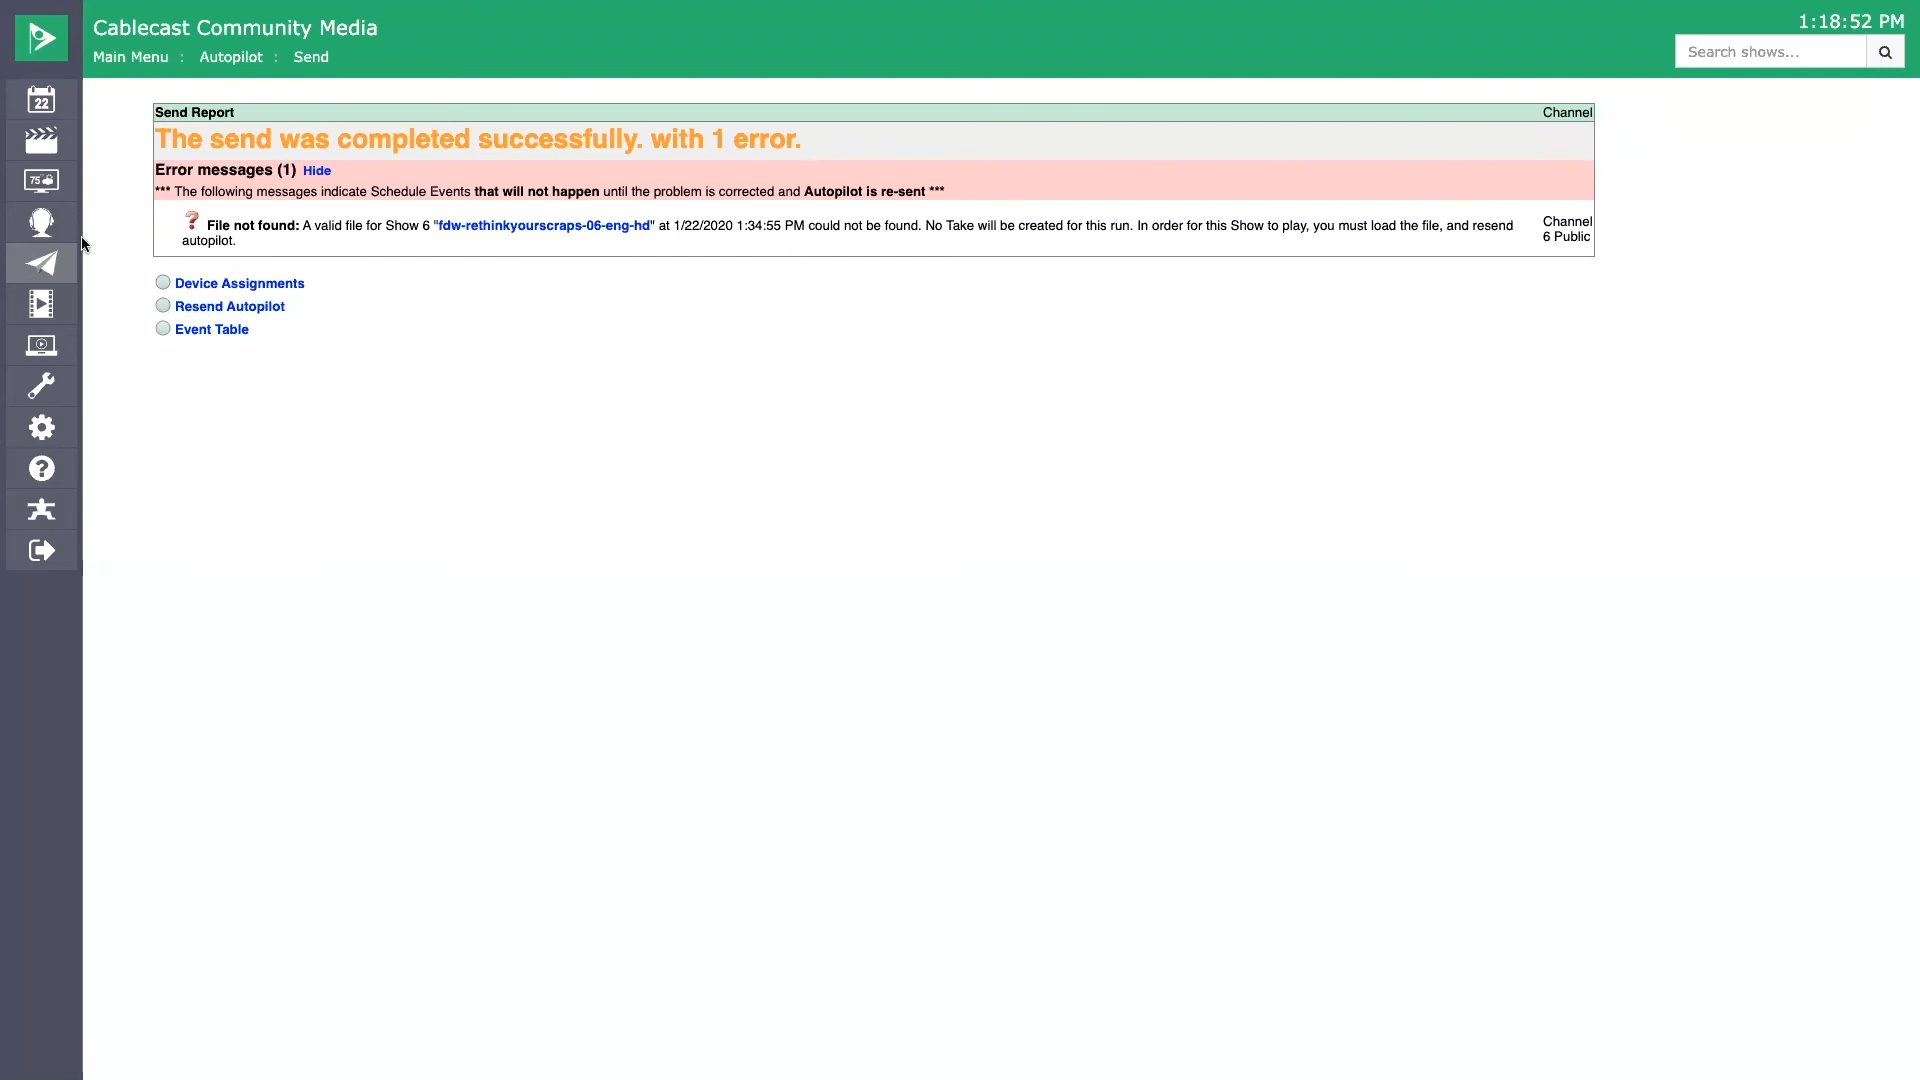 Cablecast Community Media
1:18:52 PM
Main Menu : Autopilot : Send
Search shows...
22
75
Send Report Channel
The send was completed successfully. with 1 error.
Error messages (1) Hide
*** The following messages indicate Schedule Events that will not happen until the problem is corrected and Autopilot is re-sent ***
? File not found: A valid file for Show 6 "fdw-rethinkyourscraps-06-eng-hd" at 1/22/2020 1:34:55 PM could not be found. No Take will be created for this run. In order for this Show to play, you must load the file, and resend
autopilot.
Channel
6 Public
Device Assignments
Resend Autopilot
Event Table
?